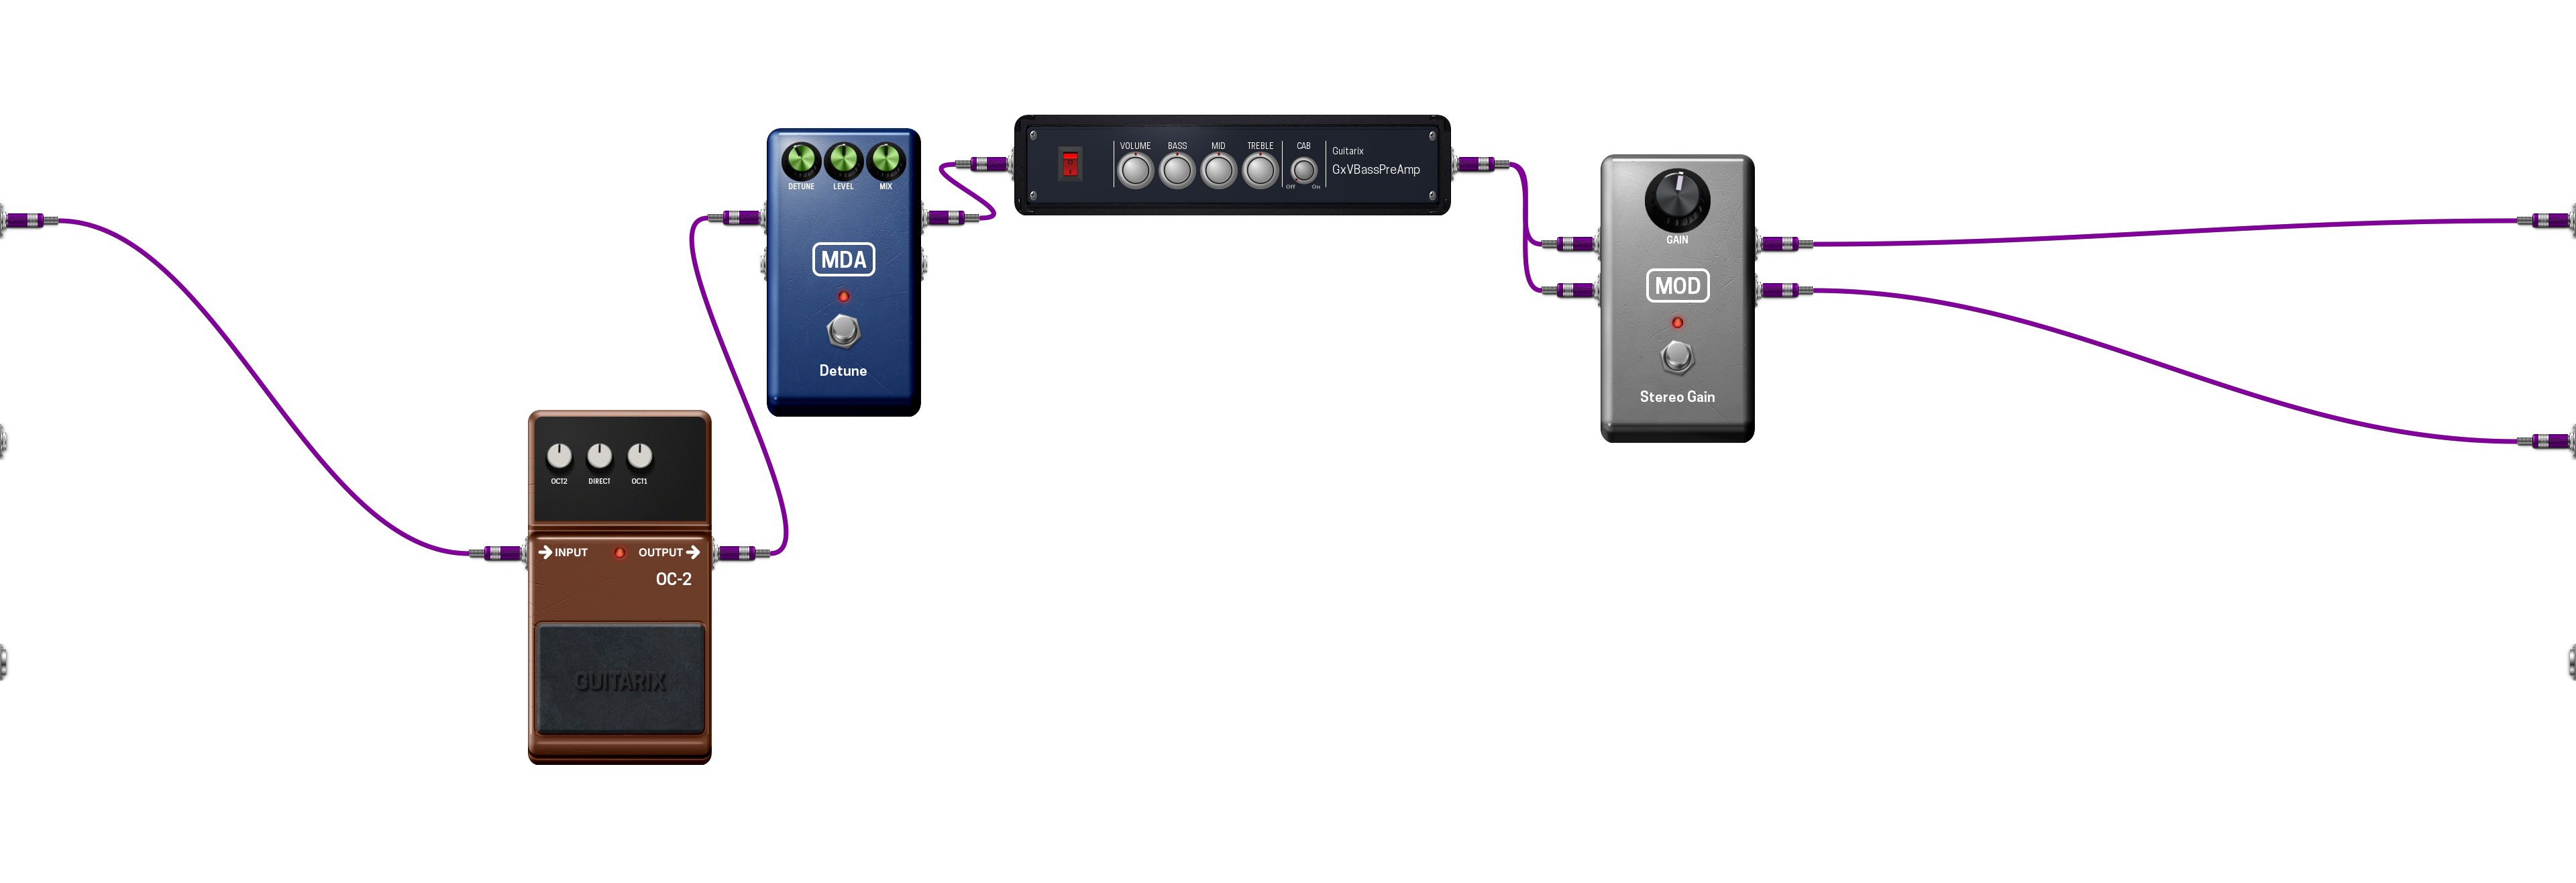 OCT2 DIRECT OCT1
INPUT OUTPUT
OC-2
GUITARIX
DETUNE LEVEL MIX
MDA
Detune
VOLUME BASS MID TREBLE CAB
Off On
Guitarix
GxVBassPreAmp
GAIN
MOD
Stereo Gain